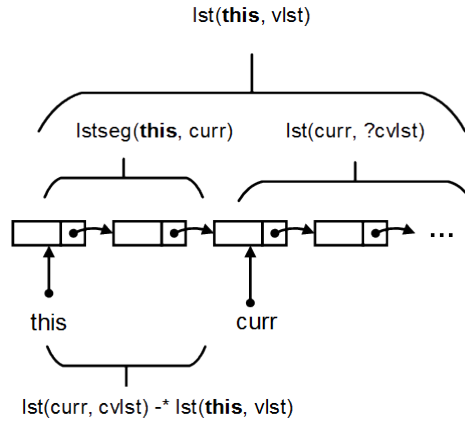 lst(this, vlst)
lstseg(this, curr)
lst(curr, ?cvlst)
...
this
curr
lst(curr, cvlst) -* lst(this, vlst)